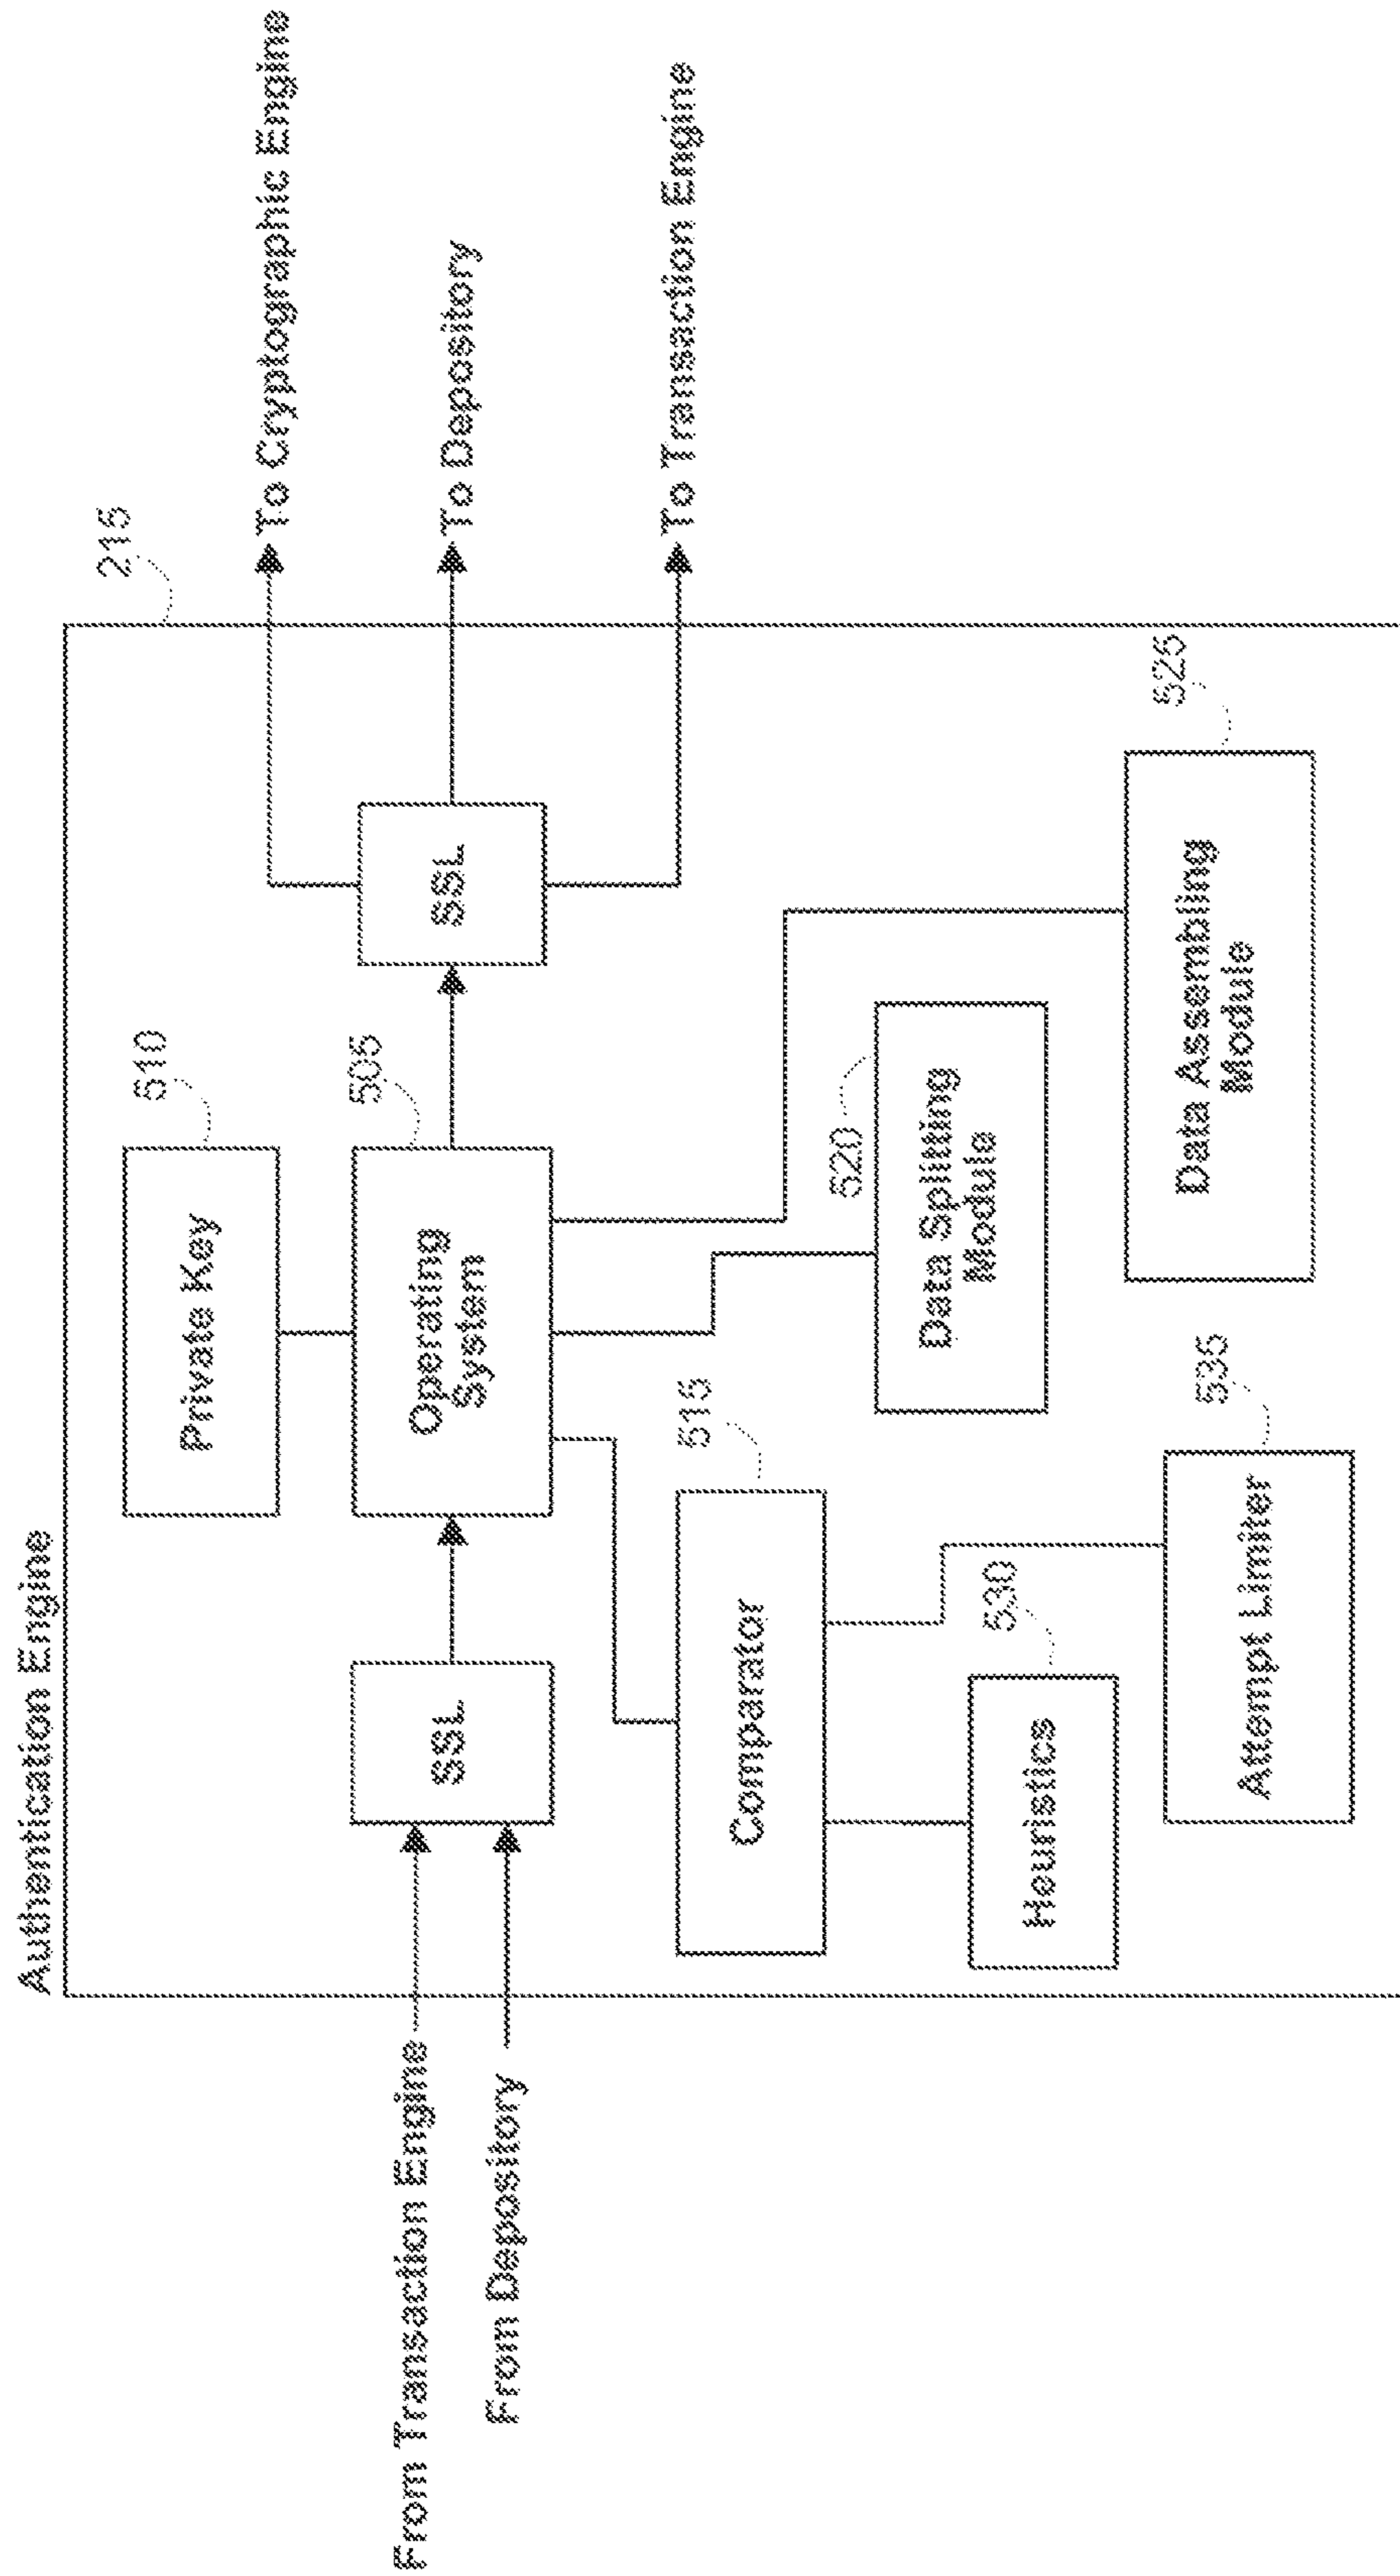 Authentication Engine
215
Private Key
510
To Cryptographic Engine
From Transaction Engine
From Depository
SSL
Operating
System
505
SSL
To Depository
To Transaction Engine
Comparator
515
Data Splitting
Module
520
Heuristics
530
Attempt Limiter
535
Data Assembling
Module
525